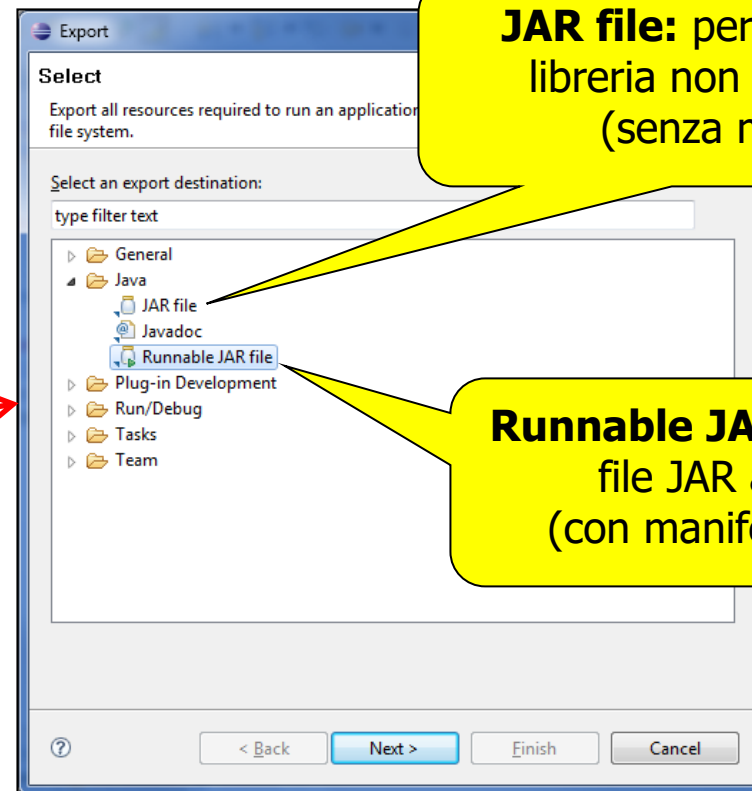 Export
JAR file: per
libreria non
(senza
Select
Export all resources required to run an application
file system.
Select an export destination:
type filter text
General
Java
JAR file
Javadoc
Runnable JAR file
Plug-in Development
Run/Debug
Tasks
Team
Runnable
file JAR
(con
< Back
Next >
Finish
Cancel